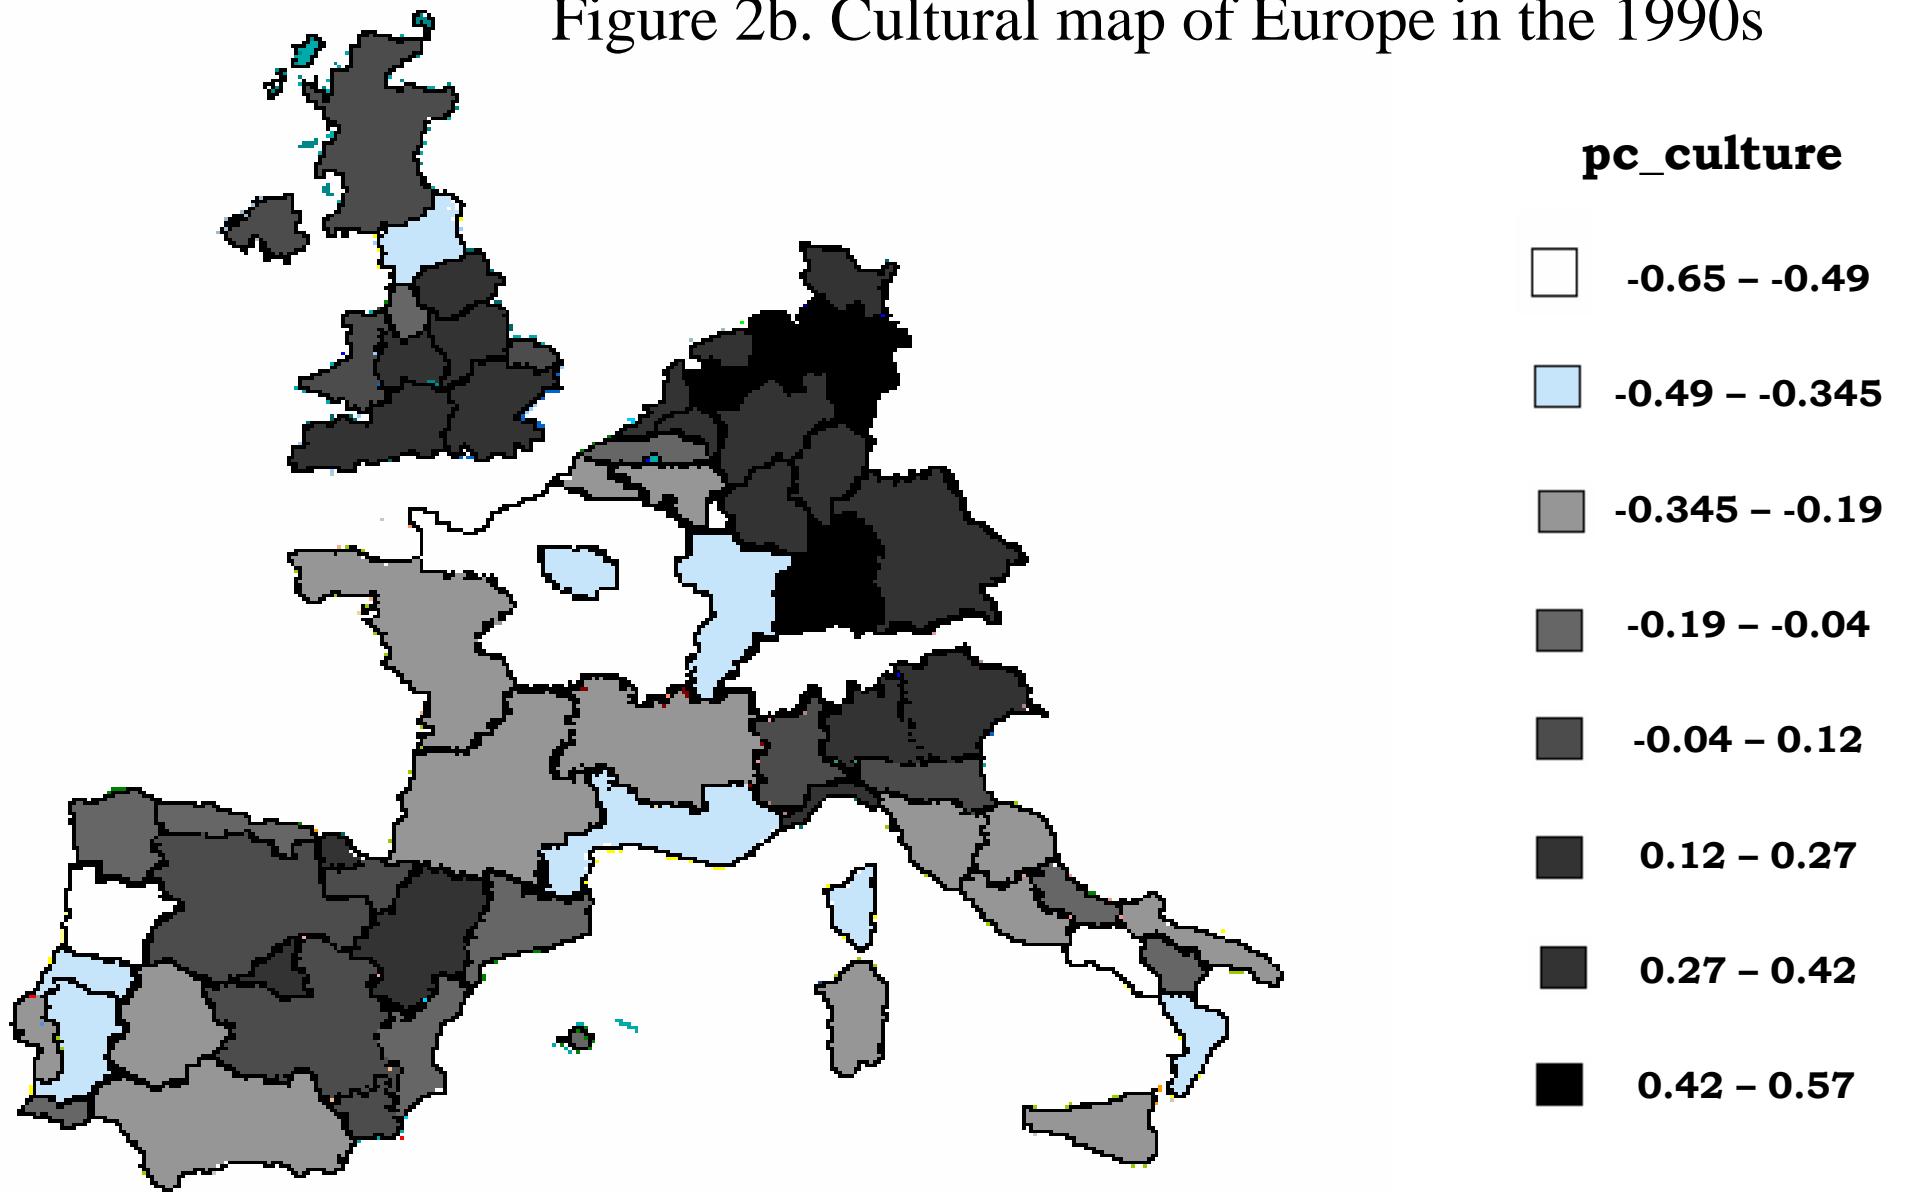 Figure 2b. Cultural map of Europe in the 1990s
pc_culture
-0.65 – -0.49
-0.49 – -0.345
-0.345 – -0.19
-0.19 – -0.04
-0.04 – 0.12
0.12 – 0.27
0.27 – 0.42
0.42 – 0.57